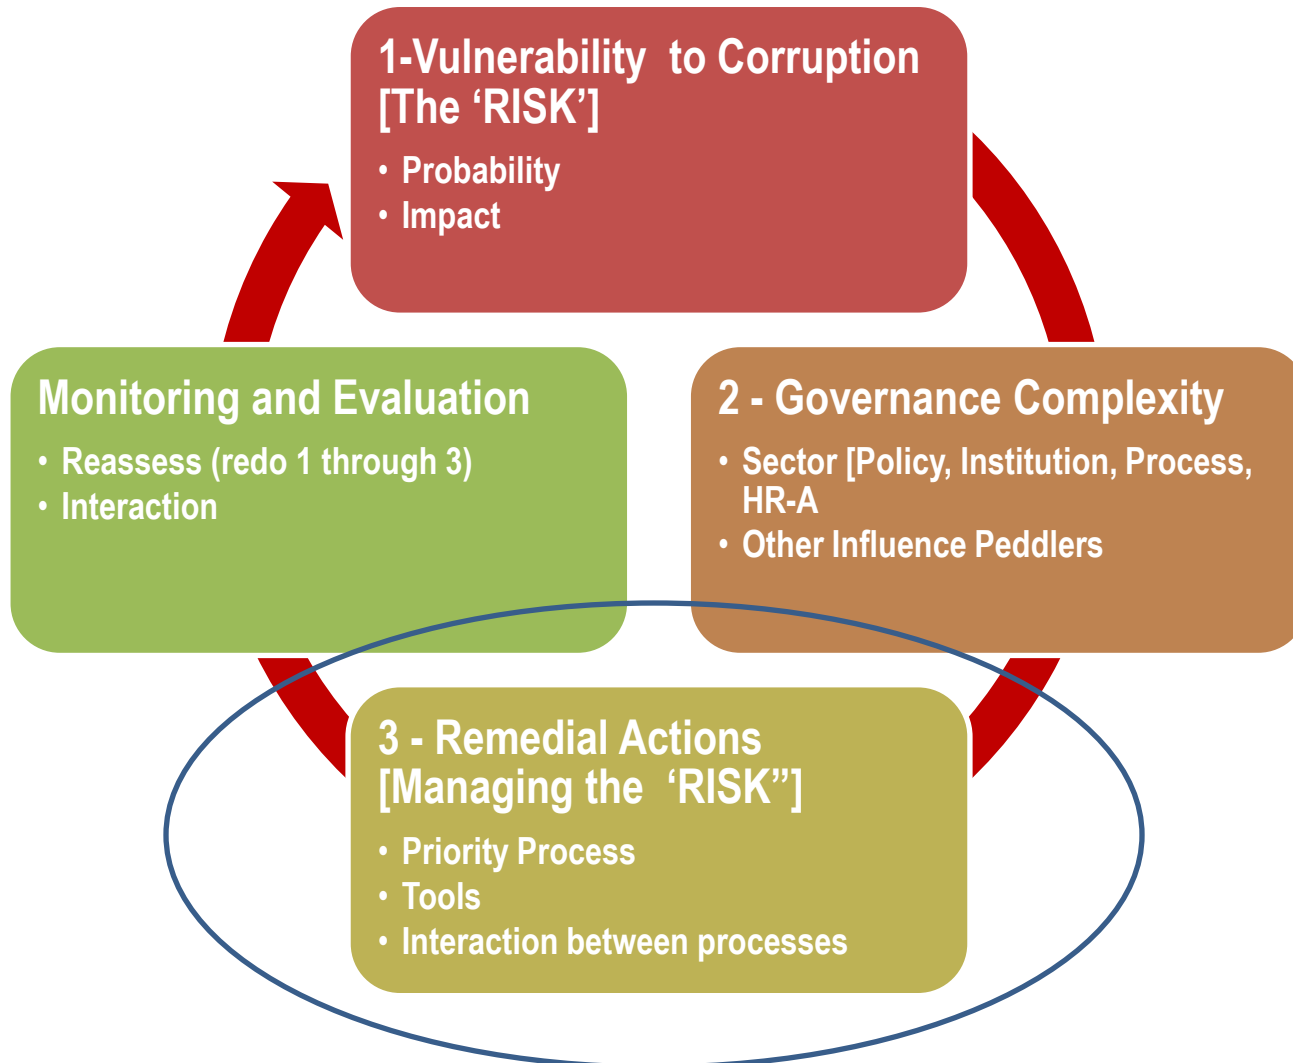 1-Vulnerability to Corruption
[The ‘RISK’]
• Probability
• Impact
2 - Governance Complexity
• Sector [Policy, Institution, Process,
HR-A
• Other Influence Peddlers
3 - Remedial Actions
[Managing the ‘RISK”]
• Priority Process
• Tools
• Interaction between processes
Monitoring and Evaluation
• Reassess (redo 1 through 3)
• Interaction